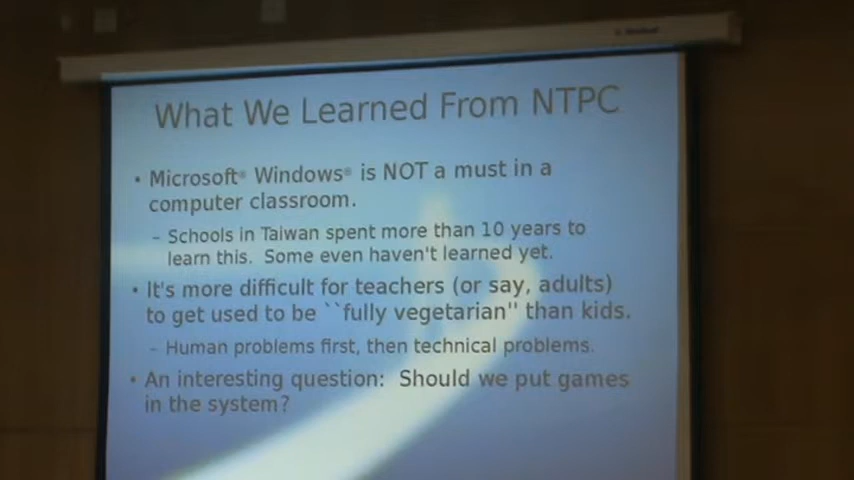 What We Learned From NTPC
• Microsoft® Windows® is NOT a must in a
computer classroom.
– Schools in Taiwan spent more than 10 years to
learn this. Some even haven't learned yet.
• It's more difficult for teachers (or say, adults)
to get used to be ``fully vegetarian'' than kids.
– Human problems first, then technical problems.
• An interesting question: Should we put games
in the system?